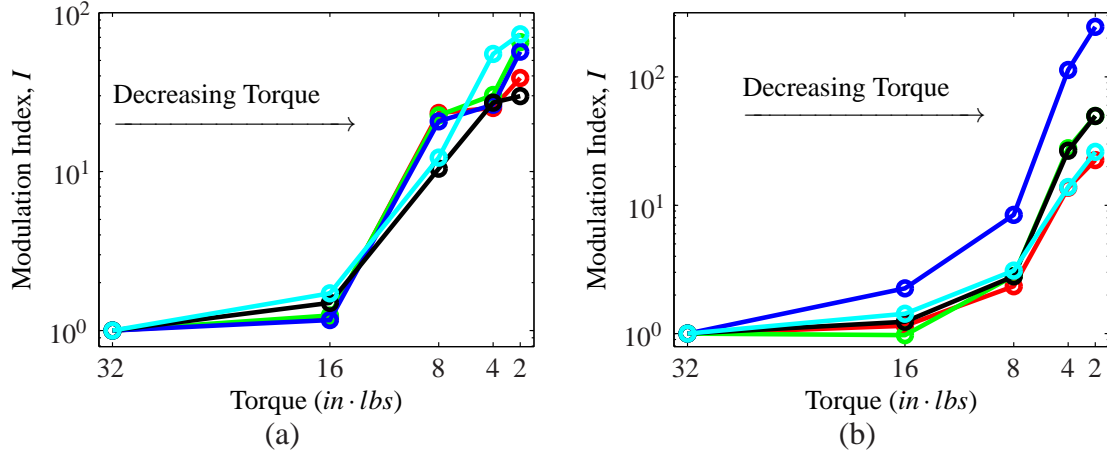 10^2
10^1
10^0
Modulation Index, I
Decreasing Torque
32 16 8 4 2
Torque (in · lbs)
(a)
10^2
10^1
10^0
Modulation Index, I
Decreasing Torque
32 16 8 4 2
Torque (in · lbs)
(b)